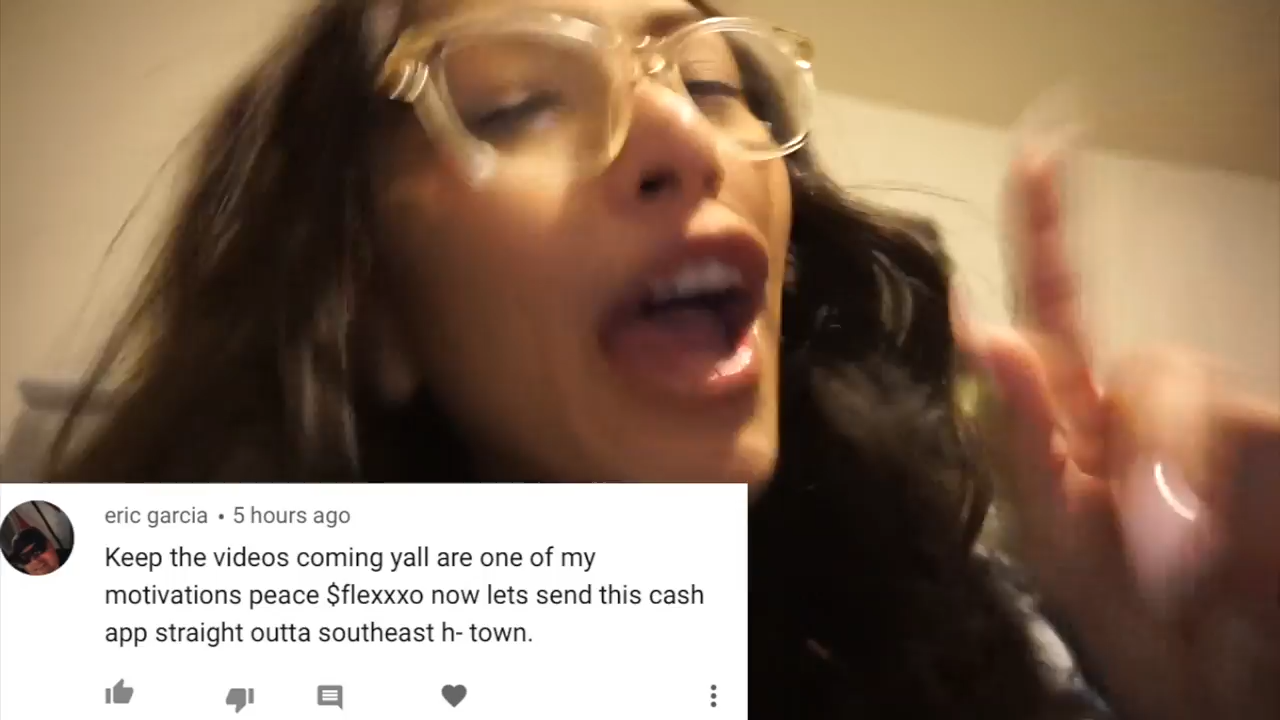 eric garcia • 5 hours ago
Keep the videos coming yall are one of my
motivations peace $flexxxo now lets send this cash
app straight outta southeast h- town.